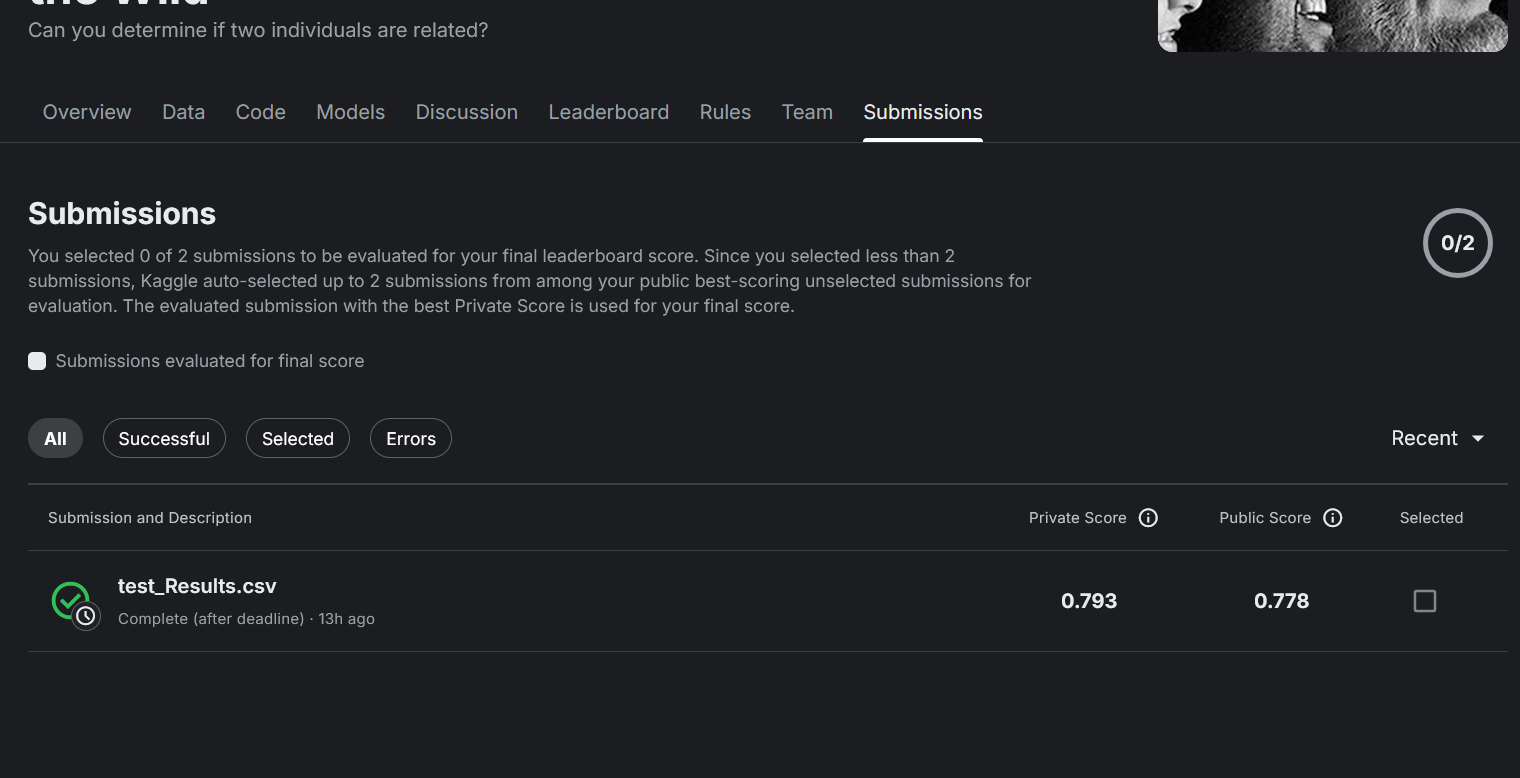 Can you determine if two individuals are related?
Overview Data Code Models Discussion Leaderboard Rules Team Submissions
Submissions
You selected 0 of 2 submissions to be evaluated for your final leaderboard score. Since you selected less than 2
submissions, Kaggle auto-selected up to 2 submissions from among your public best-scoring unselected submissions for
evaluation. The evaluated submission with the best Private Score is used for your final score.
0/2
Submissions evaluated for final score
All Successful Selected Errors Recent
Submission and Description Private Score Public Score Selected
test_Results.csv
Complete (after deadline) · 13h ago
0.793 0.778